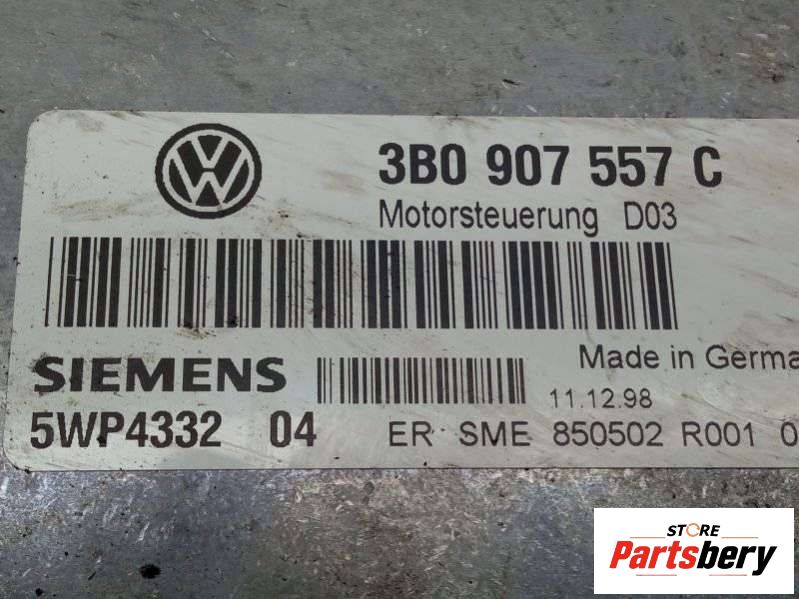 3B0 907 557 C
Motorsteuerung D03
SIEMENS
Made in Germa
11.12.98
5WP4332 04
ER SME 850502 R001 0
STORE
Partsbery